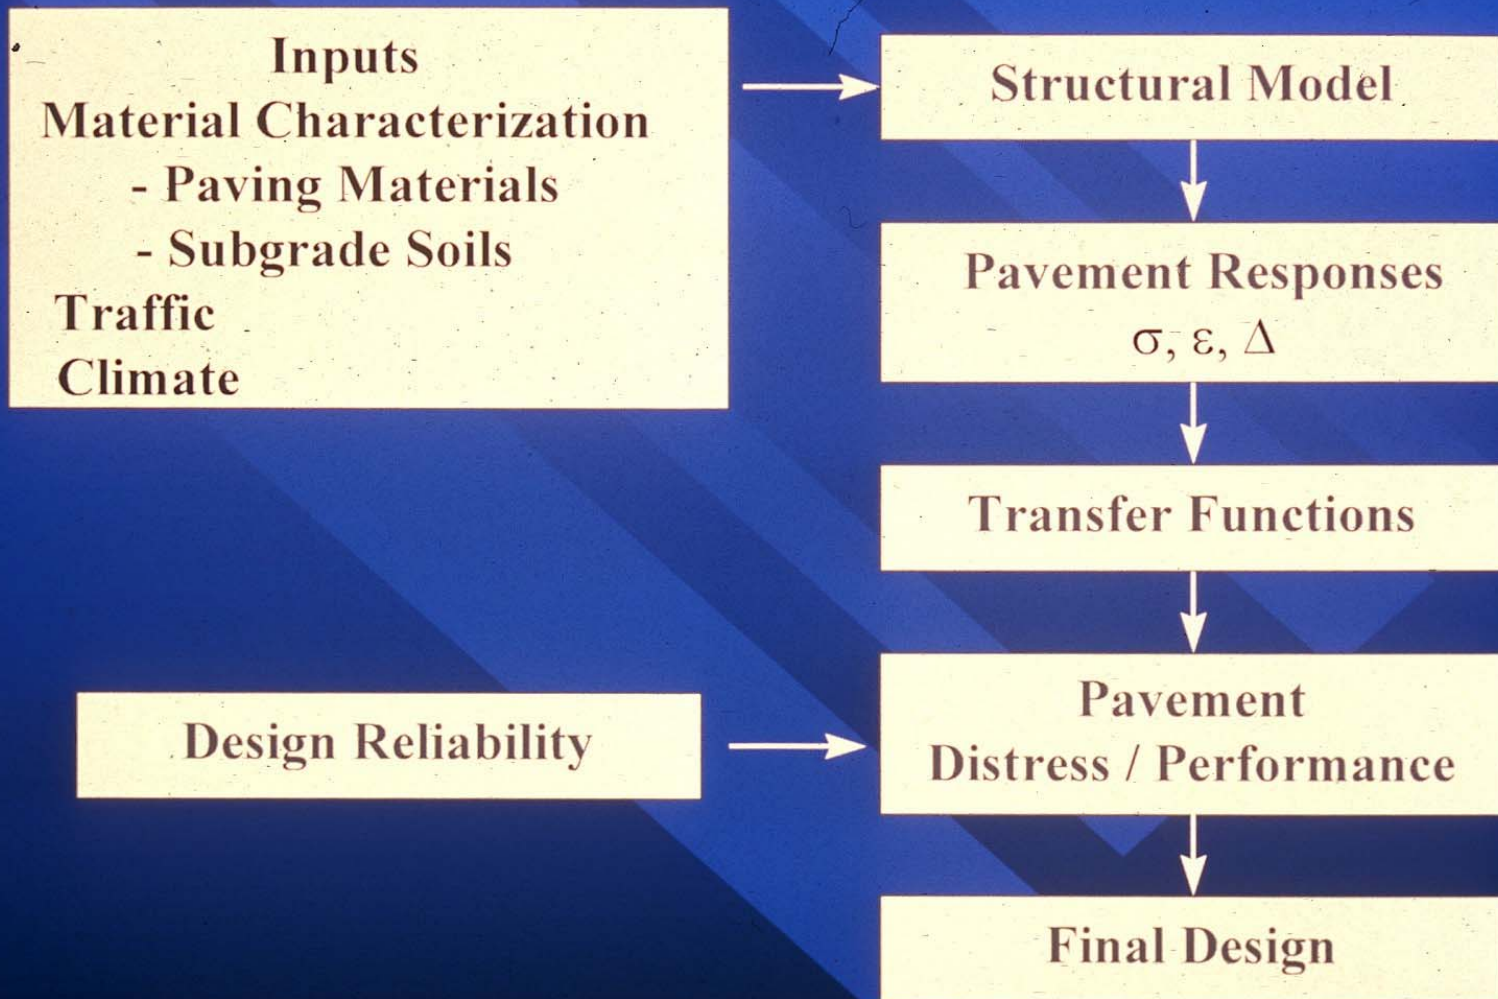 Inputs
Material Characterization
- Paving Materials
- Subgrade Soils
Traffic
Climate
Structural Model
Pavement Responses
σ, ε, Δ
Transfer Functions
Design Reliability
Pavement
Distress / Performance
Final Design